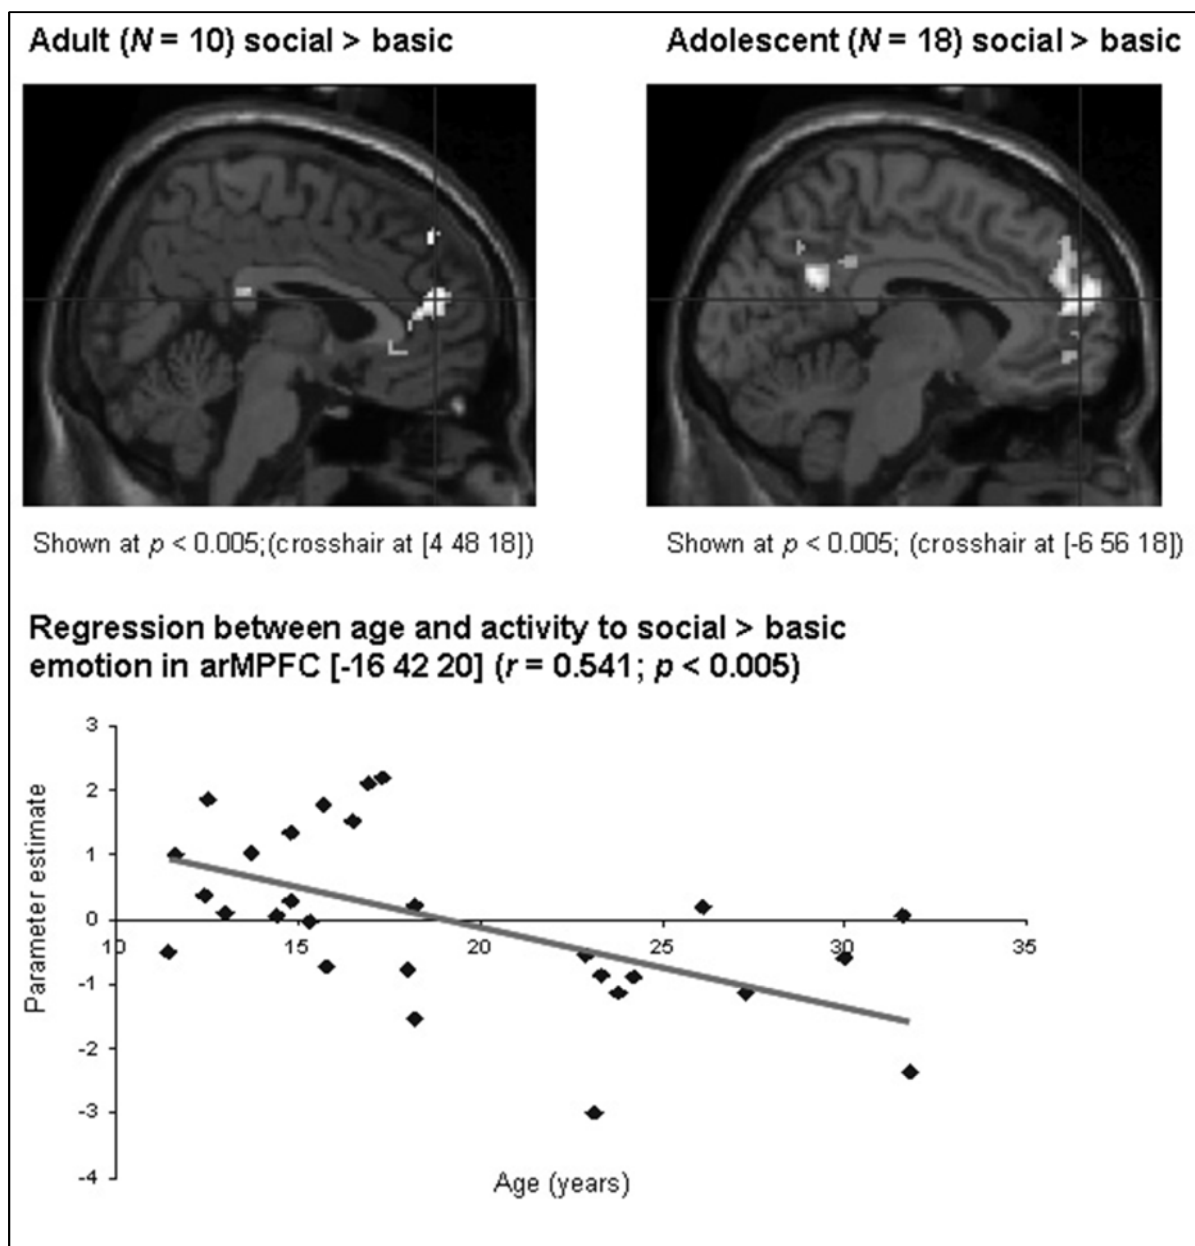 Adult (N = 10) social > basic
Adolescent (N = 18) social > basic
Shown at p < 0.005;(crosshair at [4 48 18])
Shown at p < 0.005; (crosshair at [-6 56 18])
Regression between age and activity to social > basic
emotion in arMPFC [-16 42 20] (r = 0.541; p < 0.005)
3
2
1
0
-1
-2
-3
-4
Parameter estimate
10
15
20
25
30
35
Age (years)